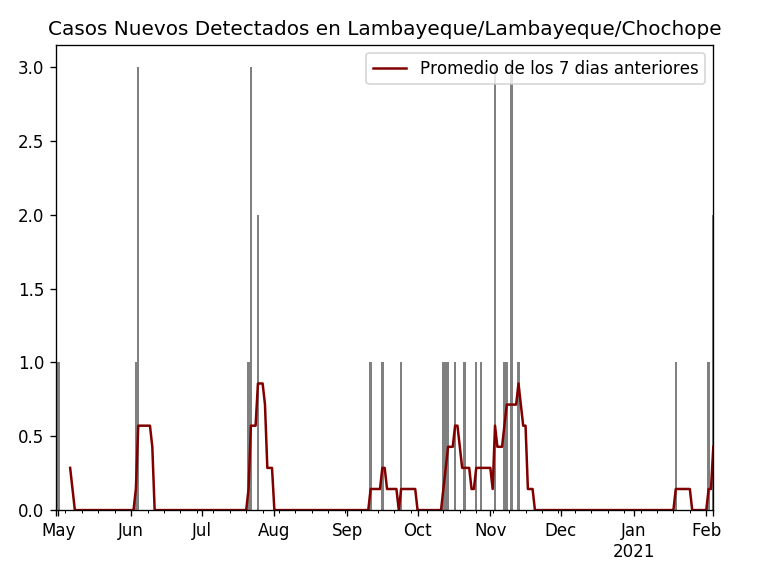 Casos Nuevos Detectados en Lambayeque/Lambayeque/Chochope
Promedio de los 7 dias anteriores
3.0
2.5
2.0
1.5
1.0
0.5
0.0
May Jun Jul Aug Sep Oct Nov Dec Jan Feb
2021